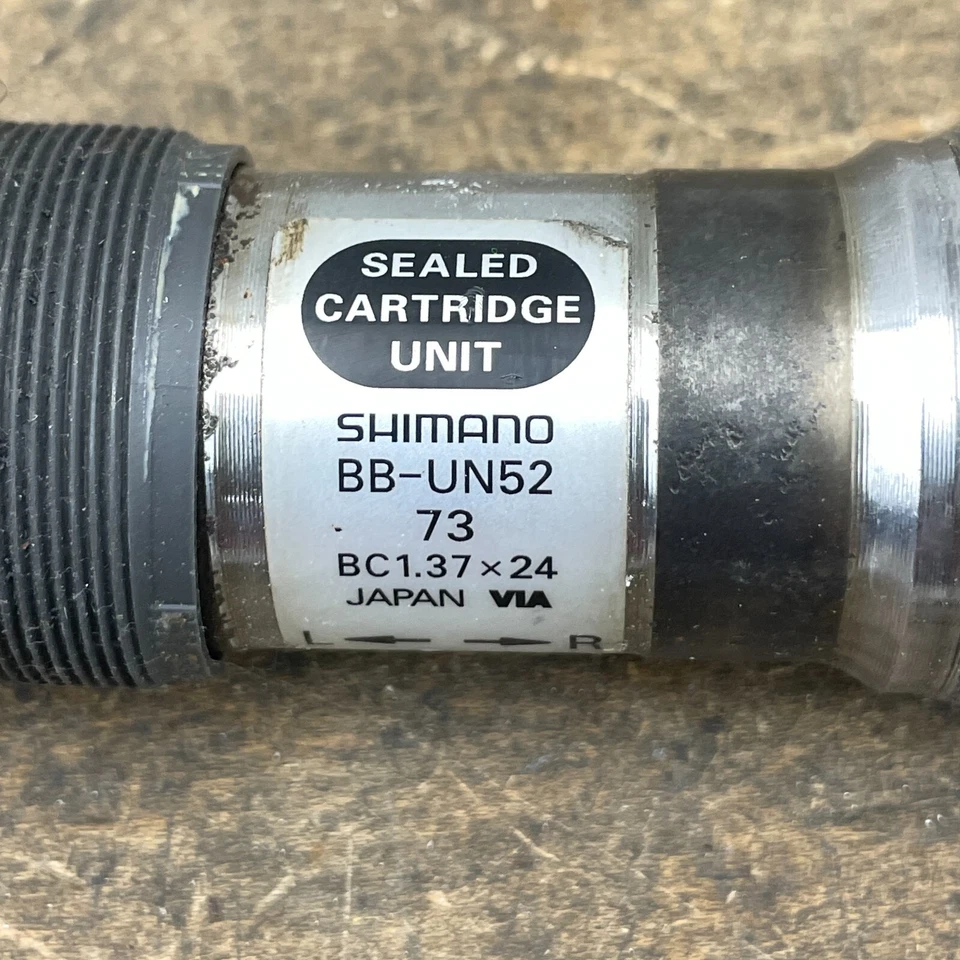 SEALED
CARTRIDGE
UNIT
SHIMANO
BB-UN52
73
BC1.37×24
JAPAN VIA
L ← → R